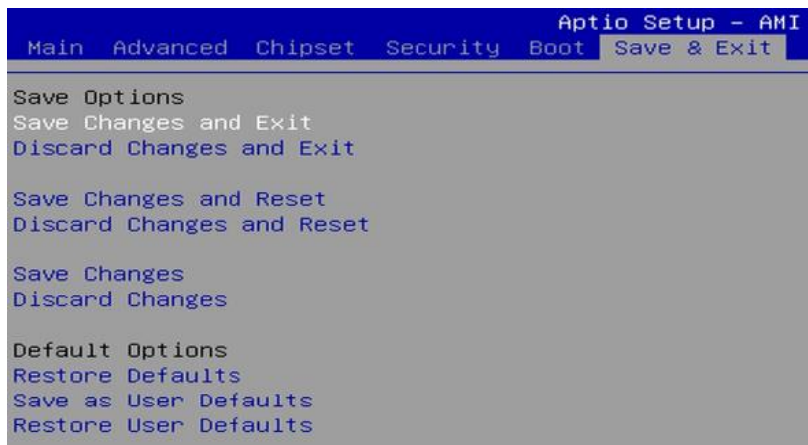 Aptio Setup – AMI
Main Advanced Chipset Security Boot Save & Exit
Save Options
Save Changes and Exit
Discard Changes and Exit
Save Changes and Reset
Discard Changes and Reset
Save Changes
Discard Changes
Default Options
Restore Defaults
Save as User Defaults
Restore User Defaults